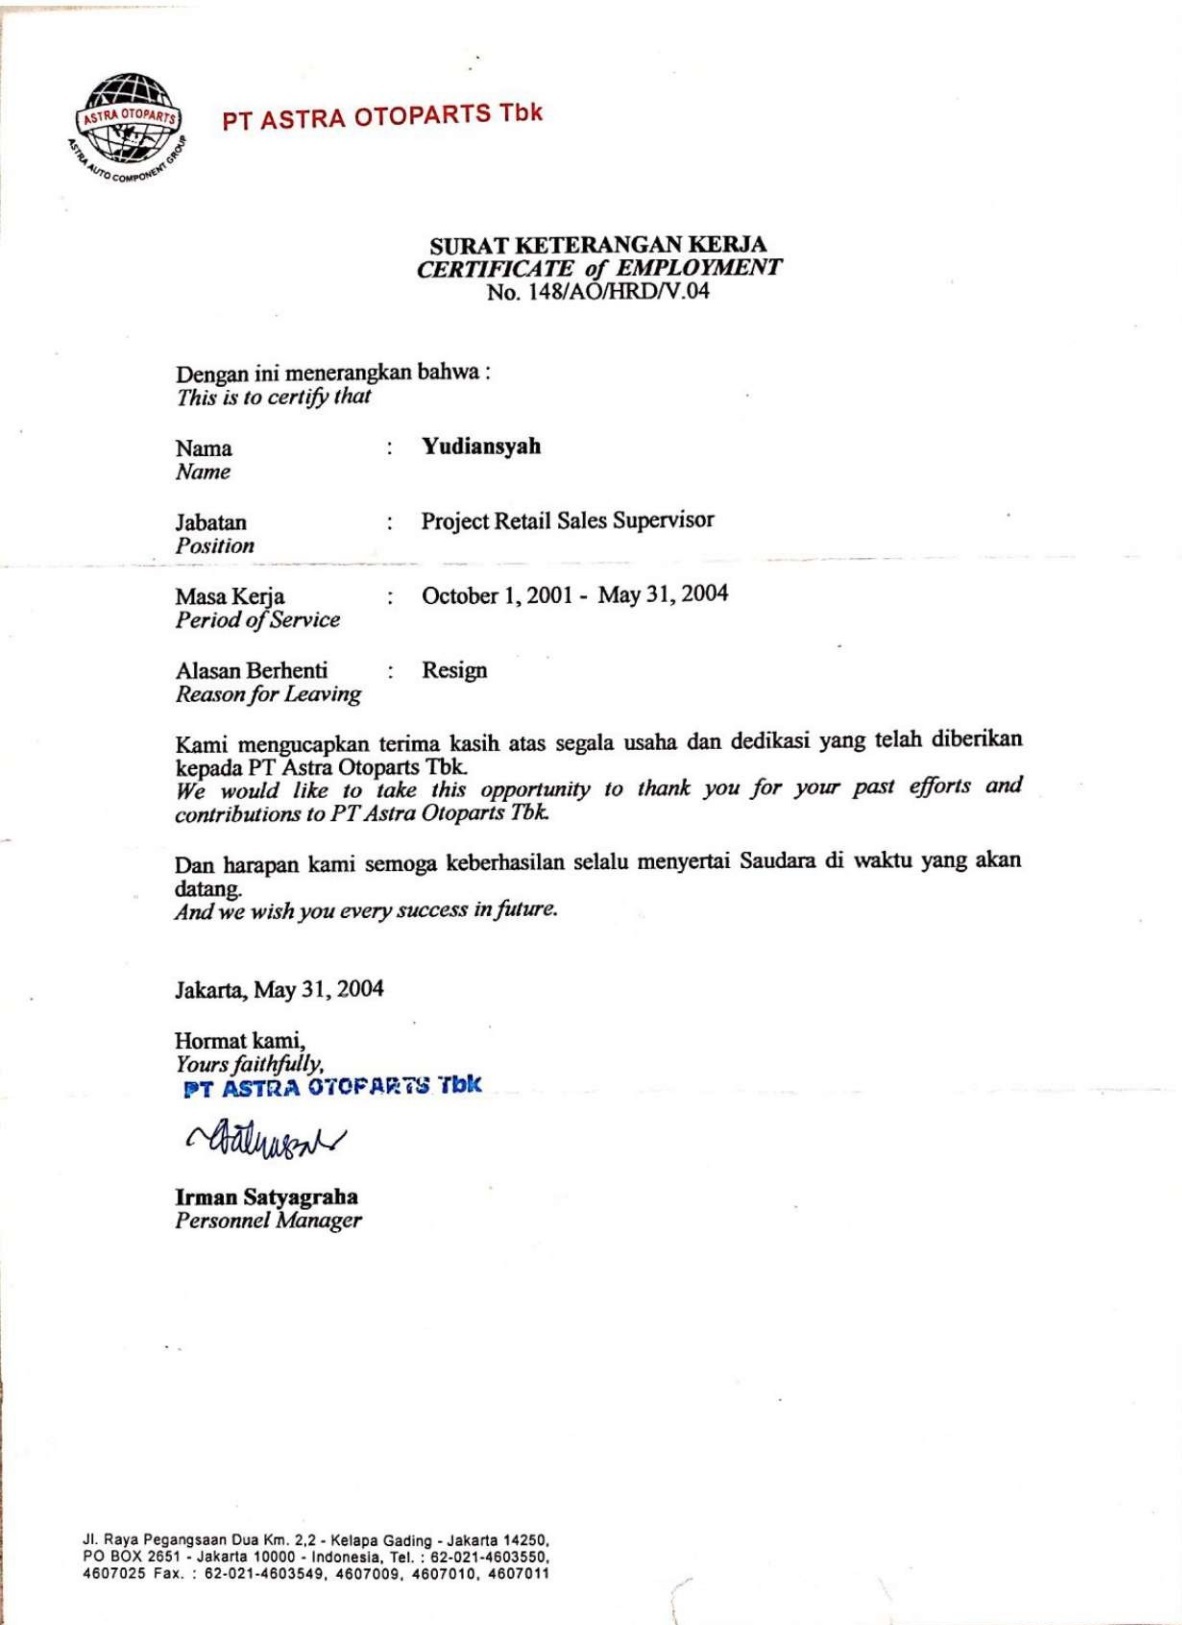 ASTRA OTOPARTS
ASTRA AUTO COMPONENT GROUP
PT ASTRA OTOPARTS Tbk
SURAT KETERANGAN KERJA
CERTIFICATE of EMPLOYMENT
No. 148/AO/HRD/V.04
Dengan ini menerangkan bahwa :
This is to certify that
Nama : Yudiansyah
Name
Jabatan : Project Retail Sales Supervisor
Position
Masa Kerja : October 1, 2001 - May 31, 2004
Period of Service
Alasan Berhenti : Resign
Reason for Leaving
Kami mengucapkan terima kasih atas segala usaha dan dedikasi yang telah diberikan
kepada PT Astra Otoparts Tbk.
We would like to take this opportunity to thank you for your past efforts and
contributions to PT Astra Otoparts Tbk.
Dan harapan kami semoga keberhasilan selalu menyertai Saudara di waktu yang akan
datang.
And we wish you every success in future.
Jakarta, May 31, 2004
Hormat kami,
Yours faithfully,
PT ASTRA OTOPARTS Tbk
Irman Satyagraha
Personnel Manager
Jl. Raya Pegangsaan Dua Km. 2,2 - Kelapa Gading - Jakarta 14250,
PO BOX 2651 - Jakarta 10000 - Indonesia, Tel. : 62-021-4603550,
4607025 Fax. : 62-021-4603549, 4607009, 4607010, 4607011